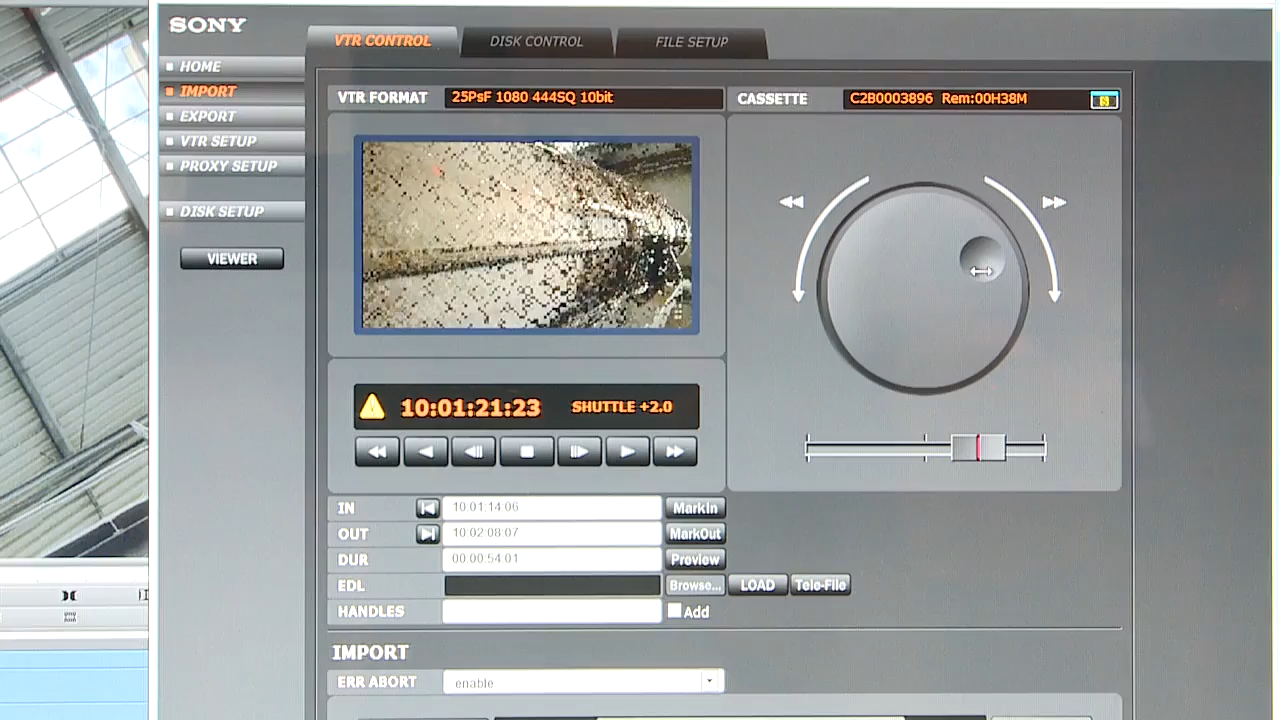 SONY
VTR CONTROL DISK CONTROL FILE SETUP
HOME
IMPORT
EXPORT
VTR SETUP
PROXY SETUP
DISK SETUP
VIEWER
VTR FORMAT 25PsF 1080 444SQ 10bit
CASSETTE C2B0003896 Rem:00H38M
10:01:21:23 SHUTTLE +2.0
IN 10:01:14:06 MarkIn
OUT 10:02:08:07 MarkOut
DUR 00:00:54:01 Preview
EDL Browse... LOAD Tele-File
HANDLES Add
IMPORT
ERR ABORT enable